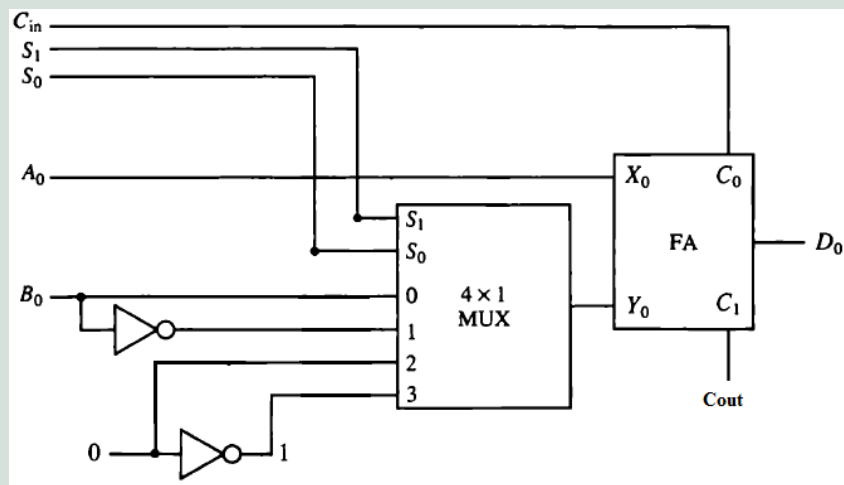 C_in
S_1
S_0
A_0
X_0 C_0
S_1
S_0
FA
D_0
B_0
0
4 × 1
MUX
Y_0 C_1
1
2
3
Cout
0
1